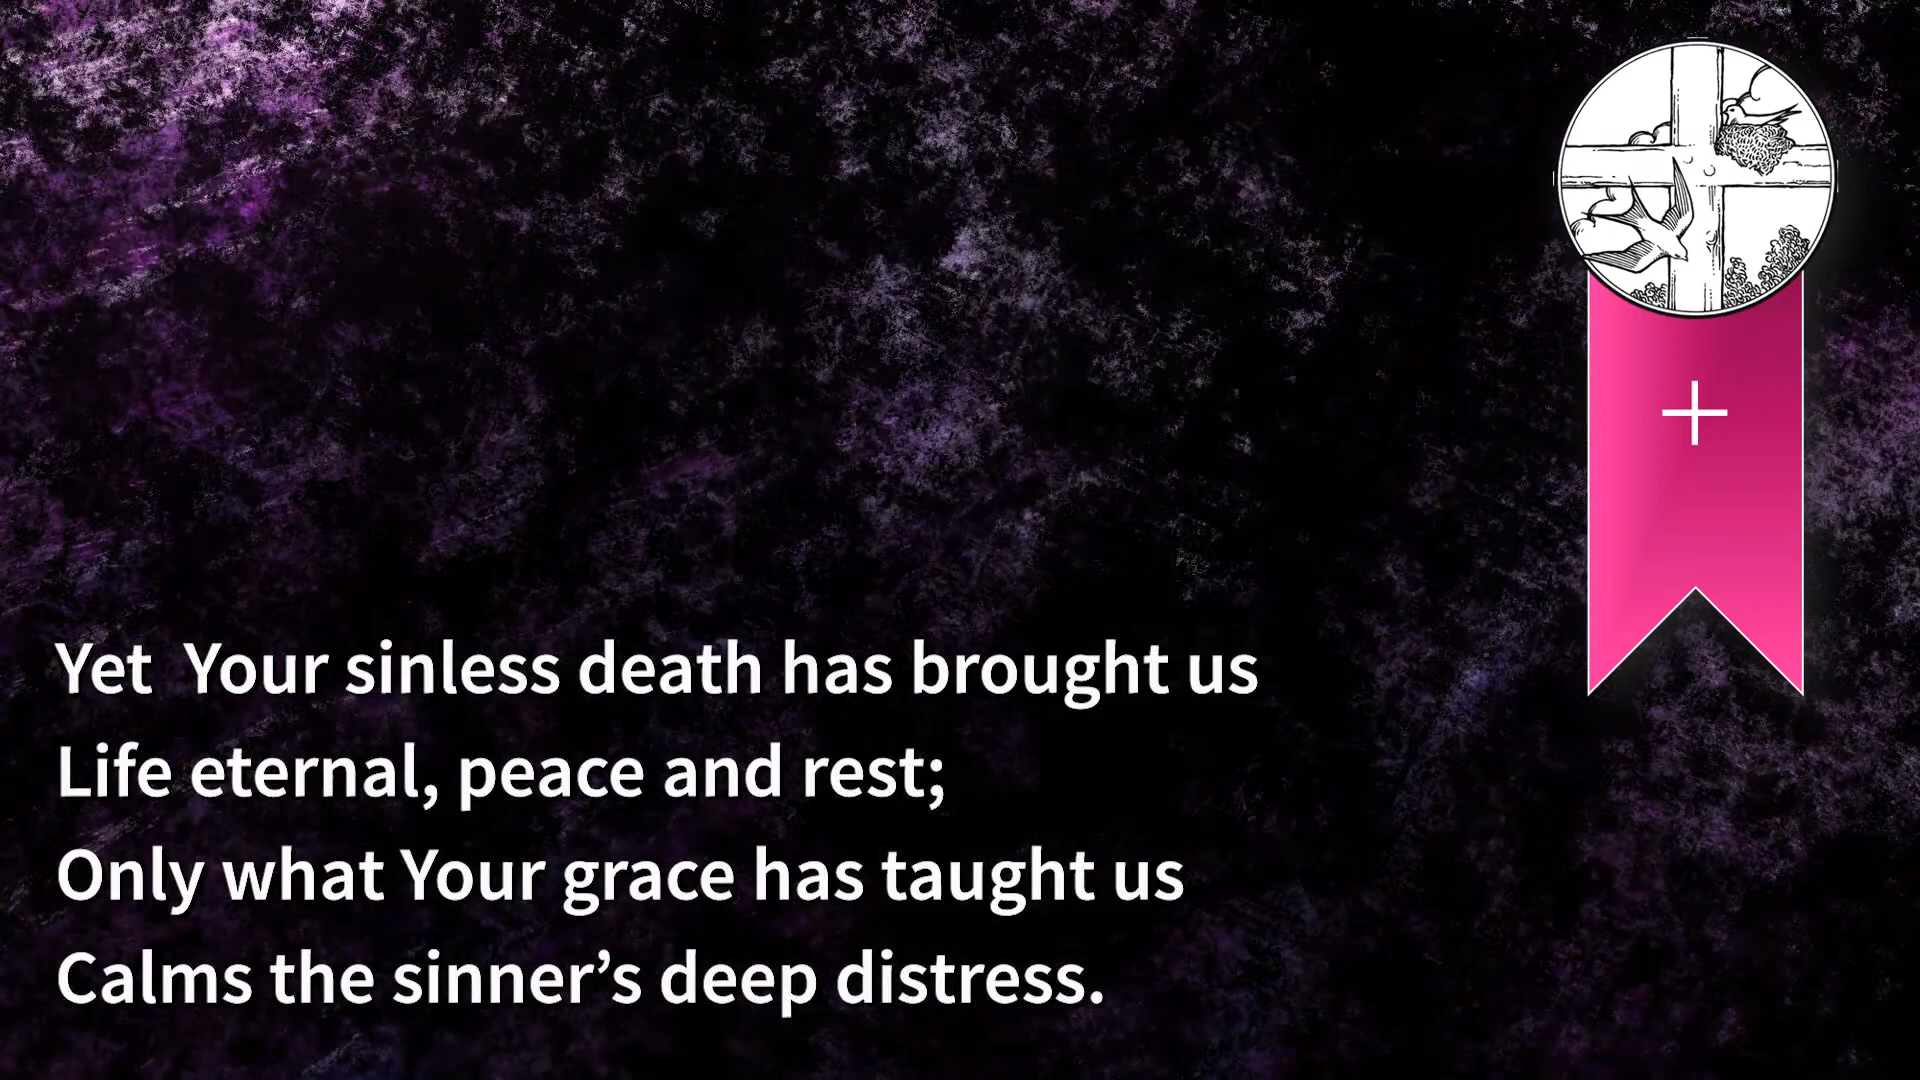 Yet  Your sinless death has brought us
Life eternal, peace and rest;
Only what Your grace has taught us
Calms the sinner’s deep distress.